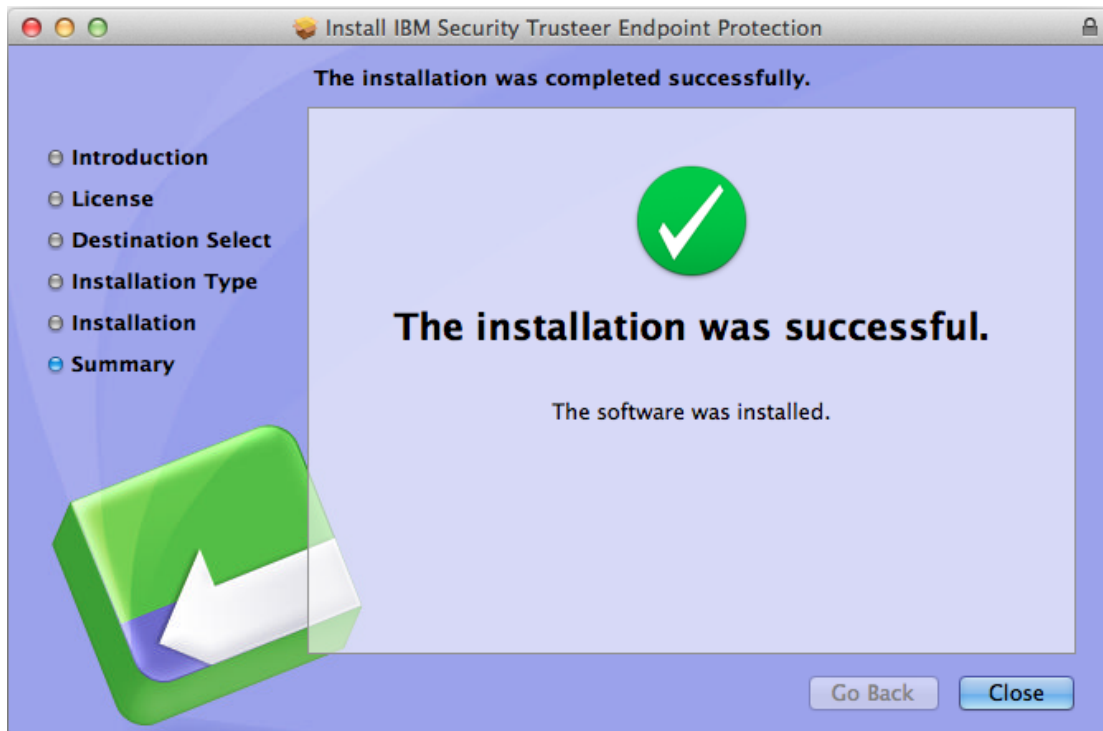 Install IBM Security Trusteer Endpoint Protection
The installation was completed successfully.
Introduction
License
Destination Select
Installation Type
Installation
Summary
The installation was successful.
The software was installed.
Go Back
Close